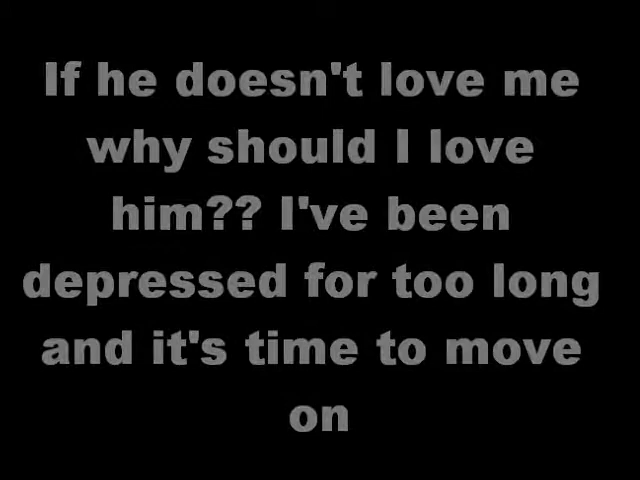 If he doesn't love me
why should I love
him?? I've been
depressed for too long
and it's time to move
on